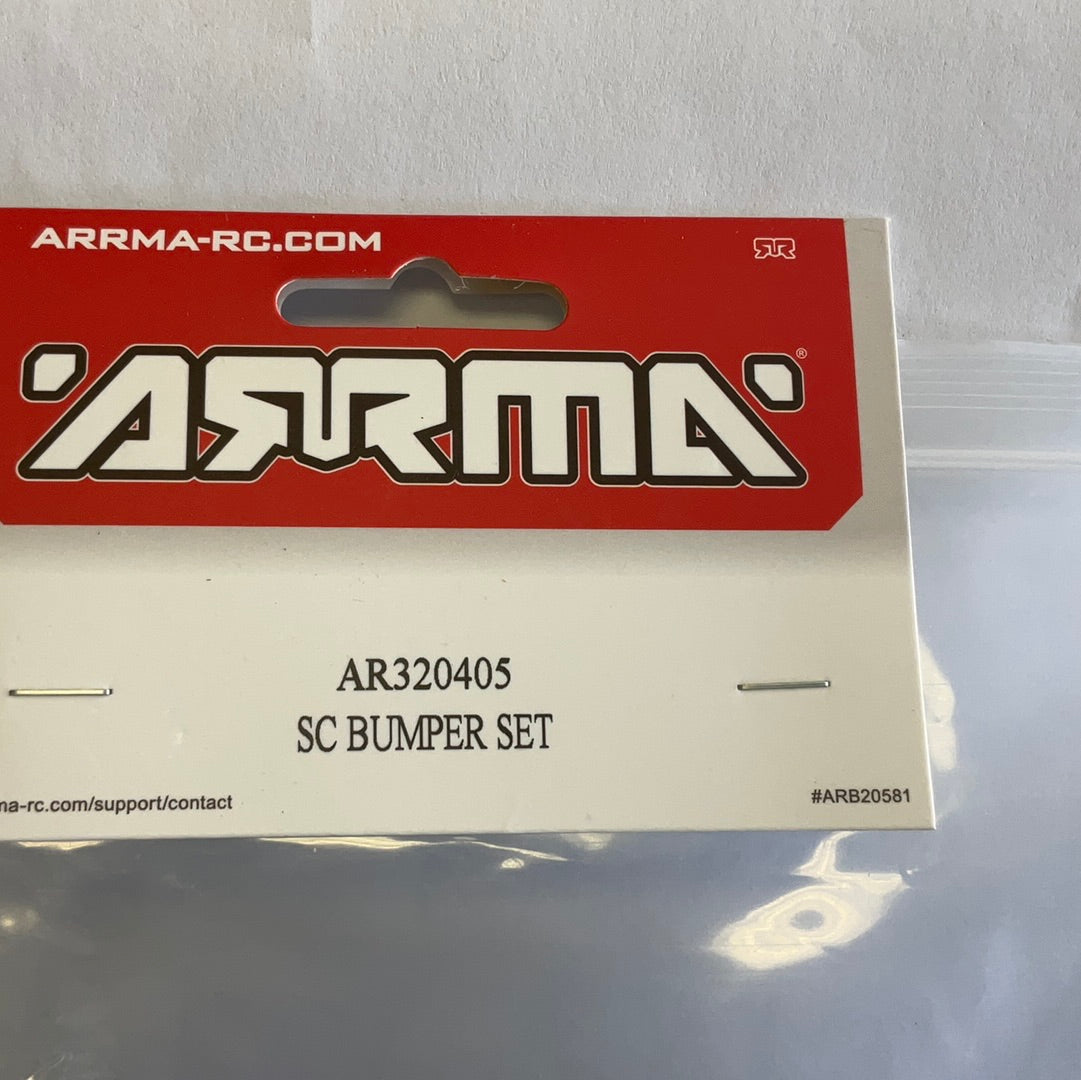 ARRMA-RC.COM
ARRMA®
AR320405
SC BUMPER SET
ma-rc.com/support/contact
#ARB20581